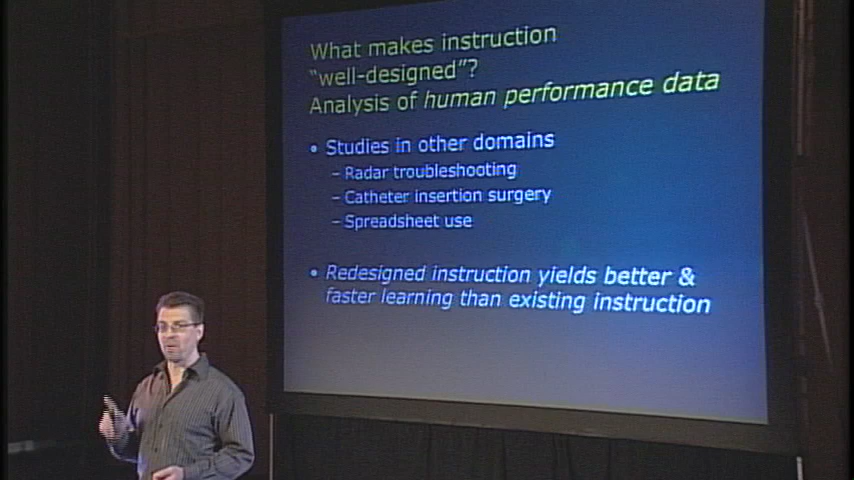 What makes instruction
“well-designed”?
Analysis of human performance data
• Studies in other domains
– Radar troubleshooting
– Catheter insertion surgery
– Spreadsheet use
• Redesigned instruction yields better &
faster learning than existing instruction